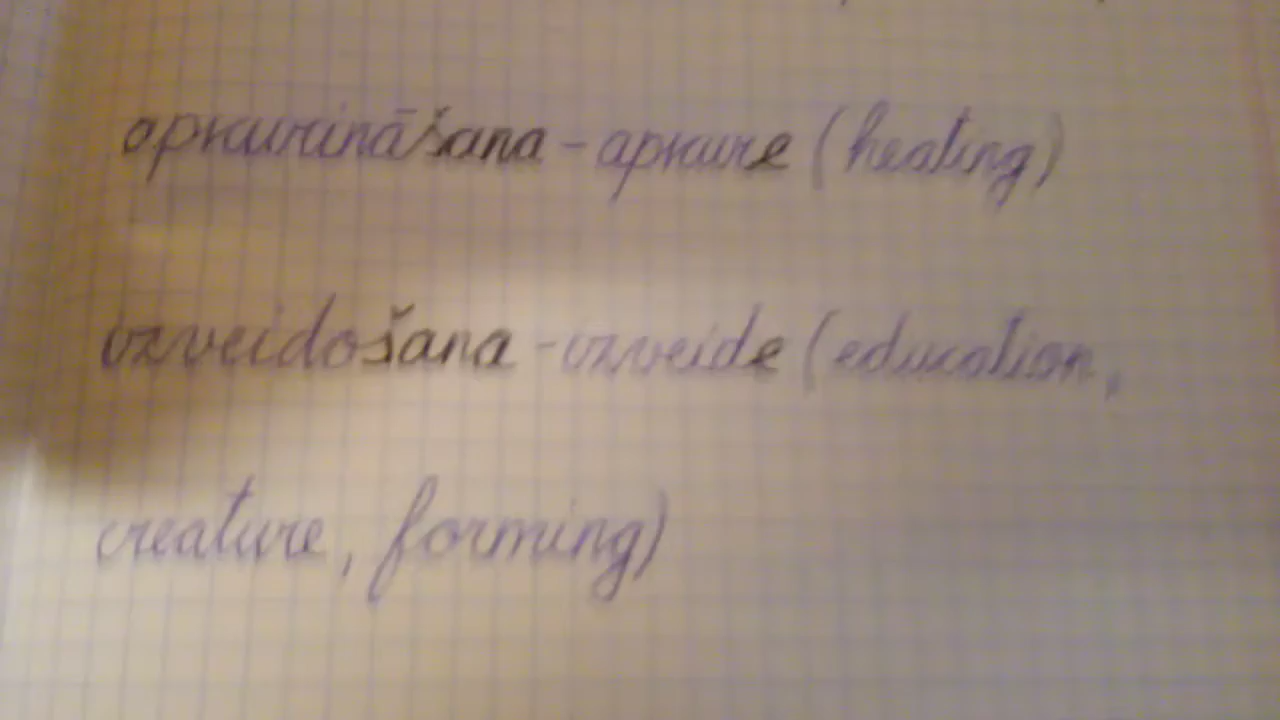 apkurināšana - apkure (heating)
izveidošana - izveide (education,
creature, forming)